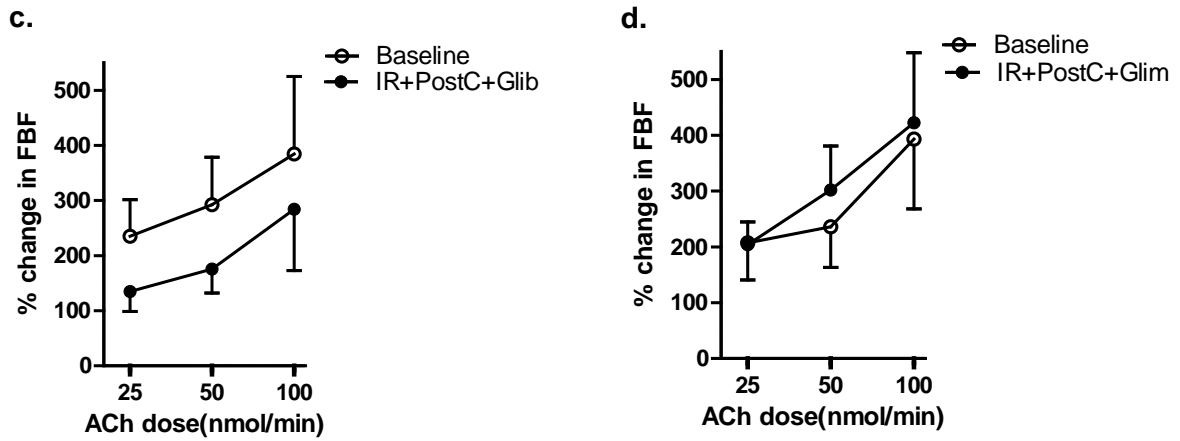 c.
Baseline
IR+PostC+Glib
% change in FBF
500
400
300
200
100
0
25 50 100
ACh dose(nmol/min)
d.
Baseline
IR+PostC+Glim
% change in FBF
500
400
300
200
100
0
25 50 100
ACh dose(nmol/min)